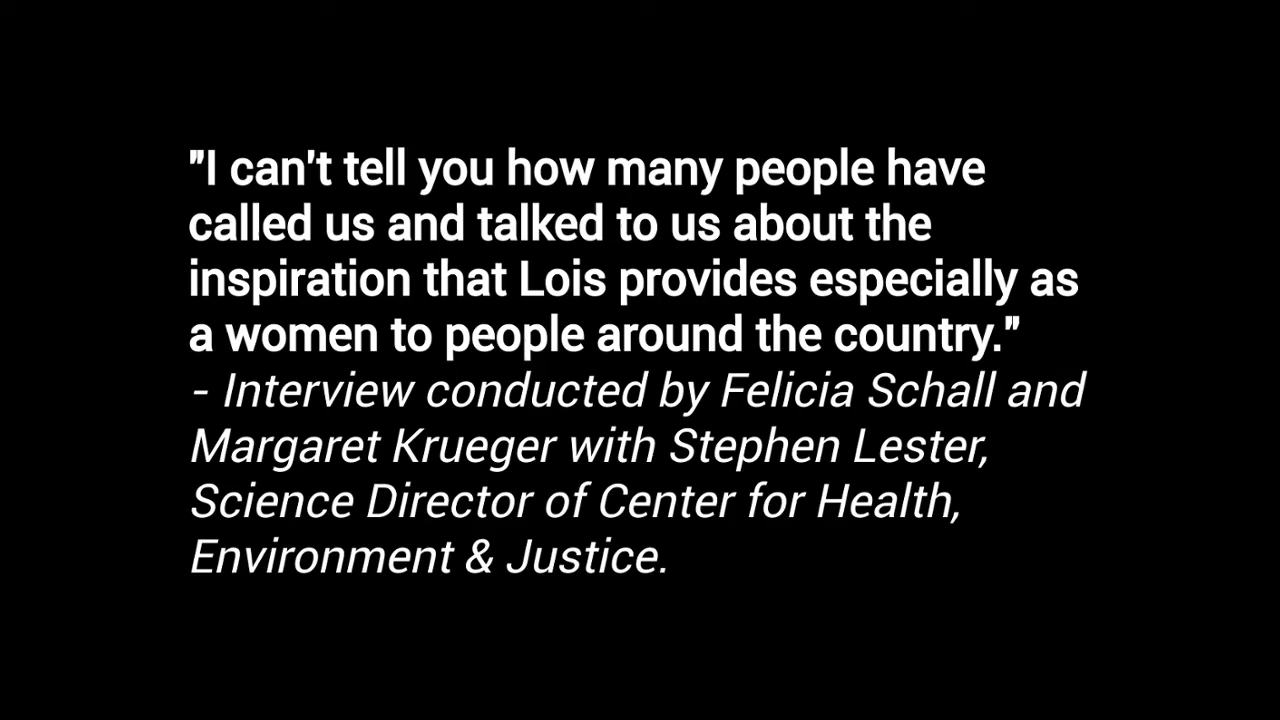 "I can't tell you how many people have
called us and talked to us about the
inspiration that Lois provides especially as
a women to people around the country."
- Interview conducted by Felicia Schall and
Margaret Krueger with Stephen Lester,
Science Director of Center for Health,
Environment & Justice.